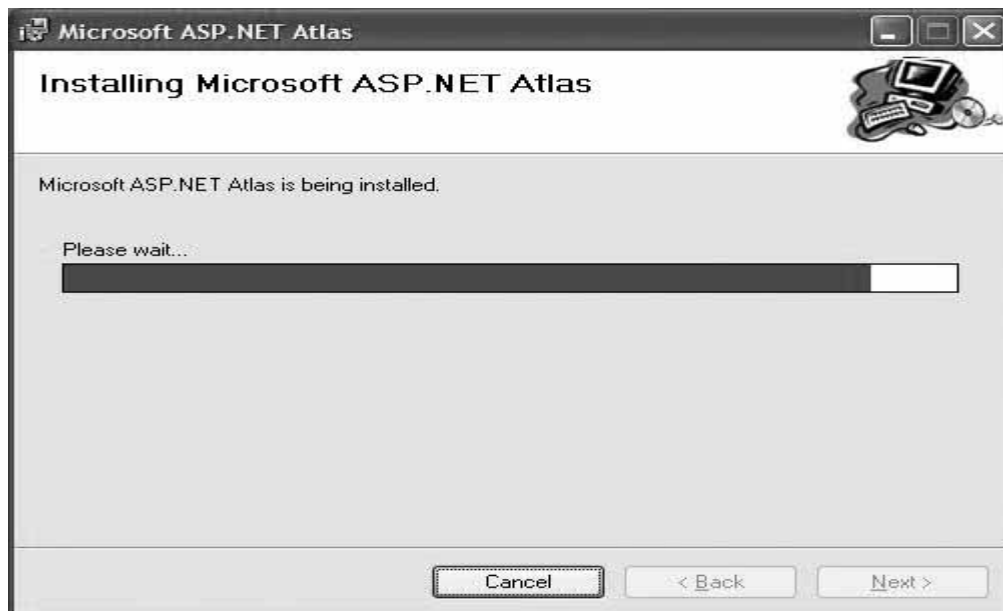 Microsoft ASP.NET Atlas
Installing Microsoft ASP.NET Atlas
Microsoft ASP.NET Atlas is being installed.
Please wait...
Cancel
< Back
Next >